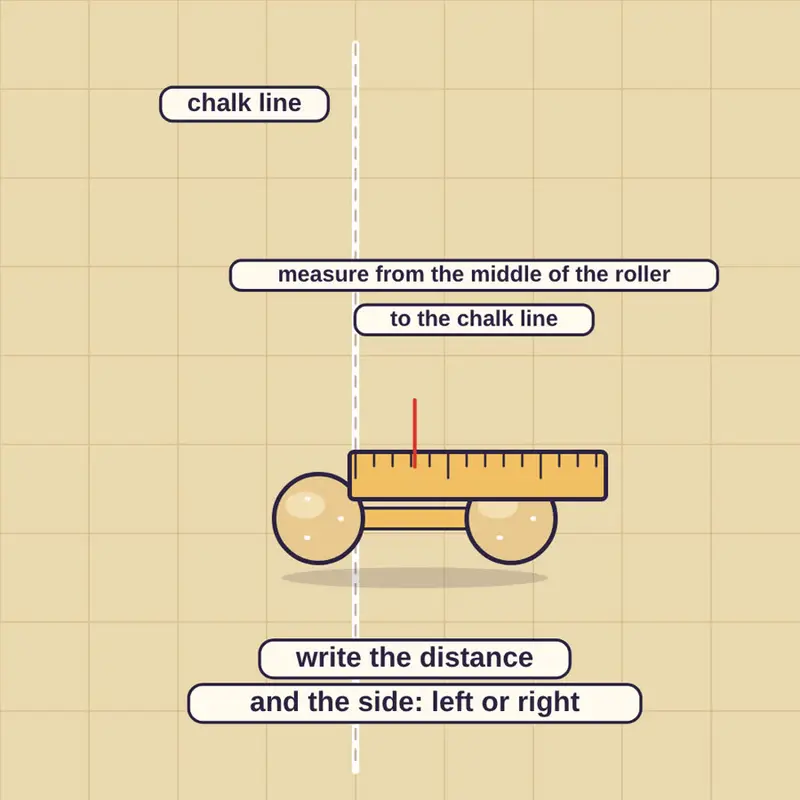 chalk line
measure from the middle of the roller
to the chalk line
write the distance
and the side: left or right